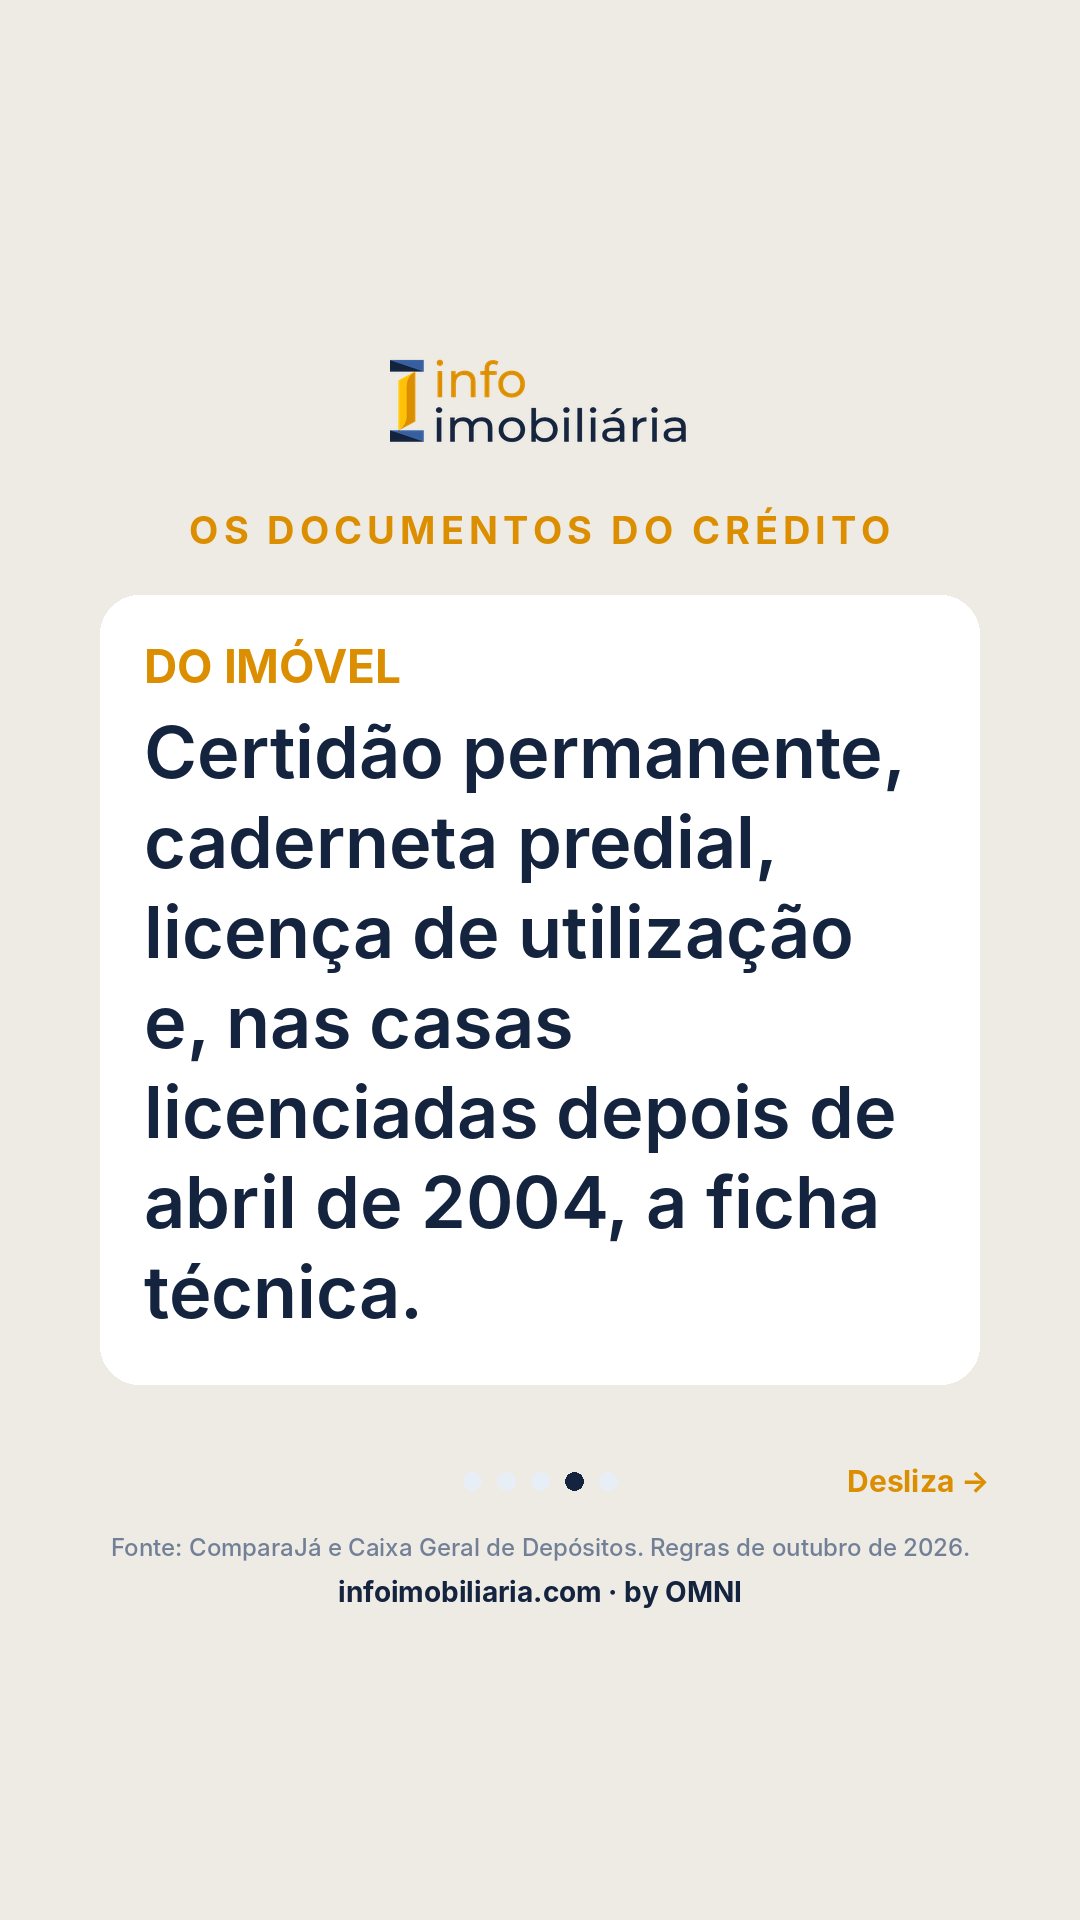 info
imobiliária
OS DOCUMENTOS DO CRÉDITO
DO IMÓVEL
Certidão permanente,
caderneta predial,
licença de utilização
e, nas casas
licenciadas depois de
abril de 2004, a ficha
técnica.
Desliza →
Fonte: ComparaJá e Caixa Geral de Depósitos. Regras de outubro de 2026.
infoimobiliaria.com · by OMNI